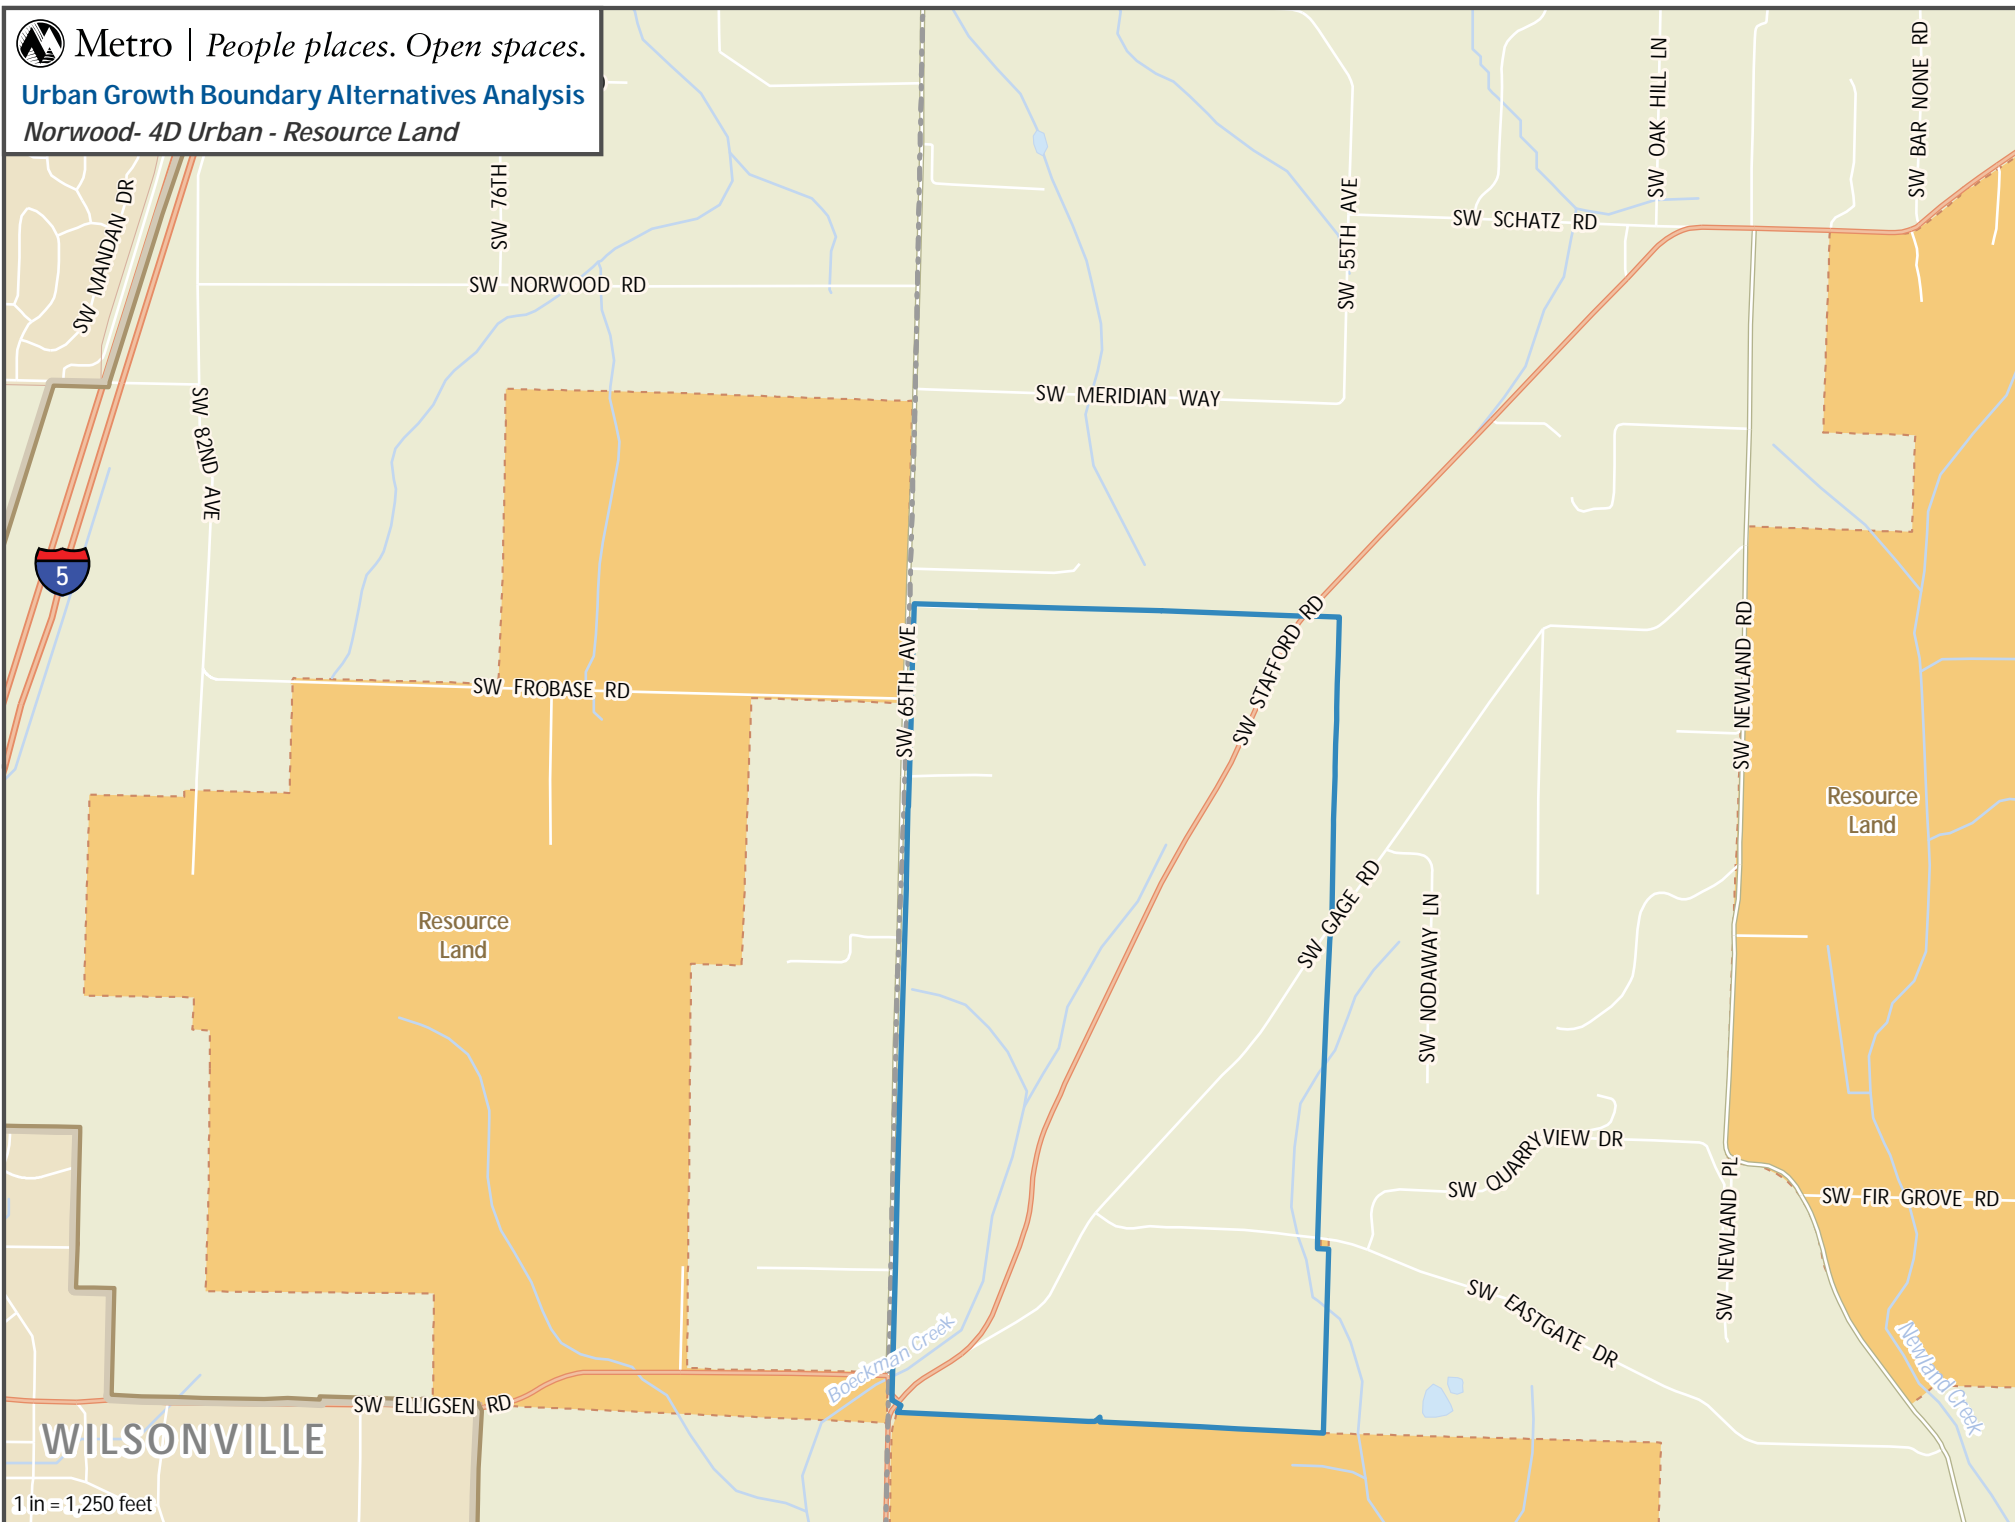 Metro | People places. Open spaces.
Urban Growth Boundary Alternatives Analysis
Norwood- 4D Urban - Resource Land
SW MANDAN DR
SW 76TH
SW NORWOOD RD
SW 82ND AVE
SW 55TH AVE
SW SCHATZ RD
SW OAK HILL LN
SW BAR NONE RD
SW MERIDIAN WAY
5
SW STAFFORD RD
SW 65TH AVE
SW FROBASE RD
SW NEWLAND RD
Resource
Land
Resource
Land
SW GAGE RD
SW NODAWAY LN
SW QUARRYVIEW DR
SW NEWLAND PL
SW FIR GROVE RD
SW EASTGATE DR
Boeckman Creek
Newland Creek
SW ELLIGSEN RD
WILSONVILLE
1 in = 1,250 feet